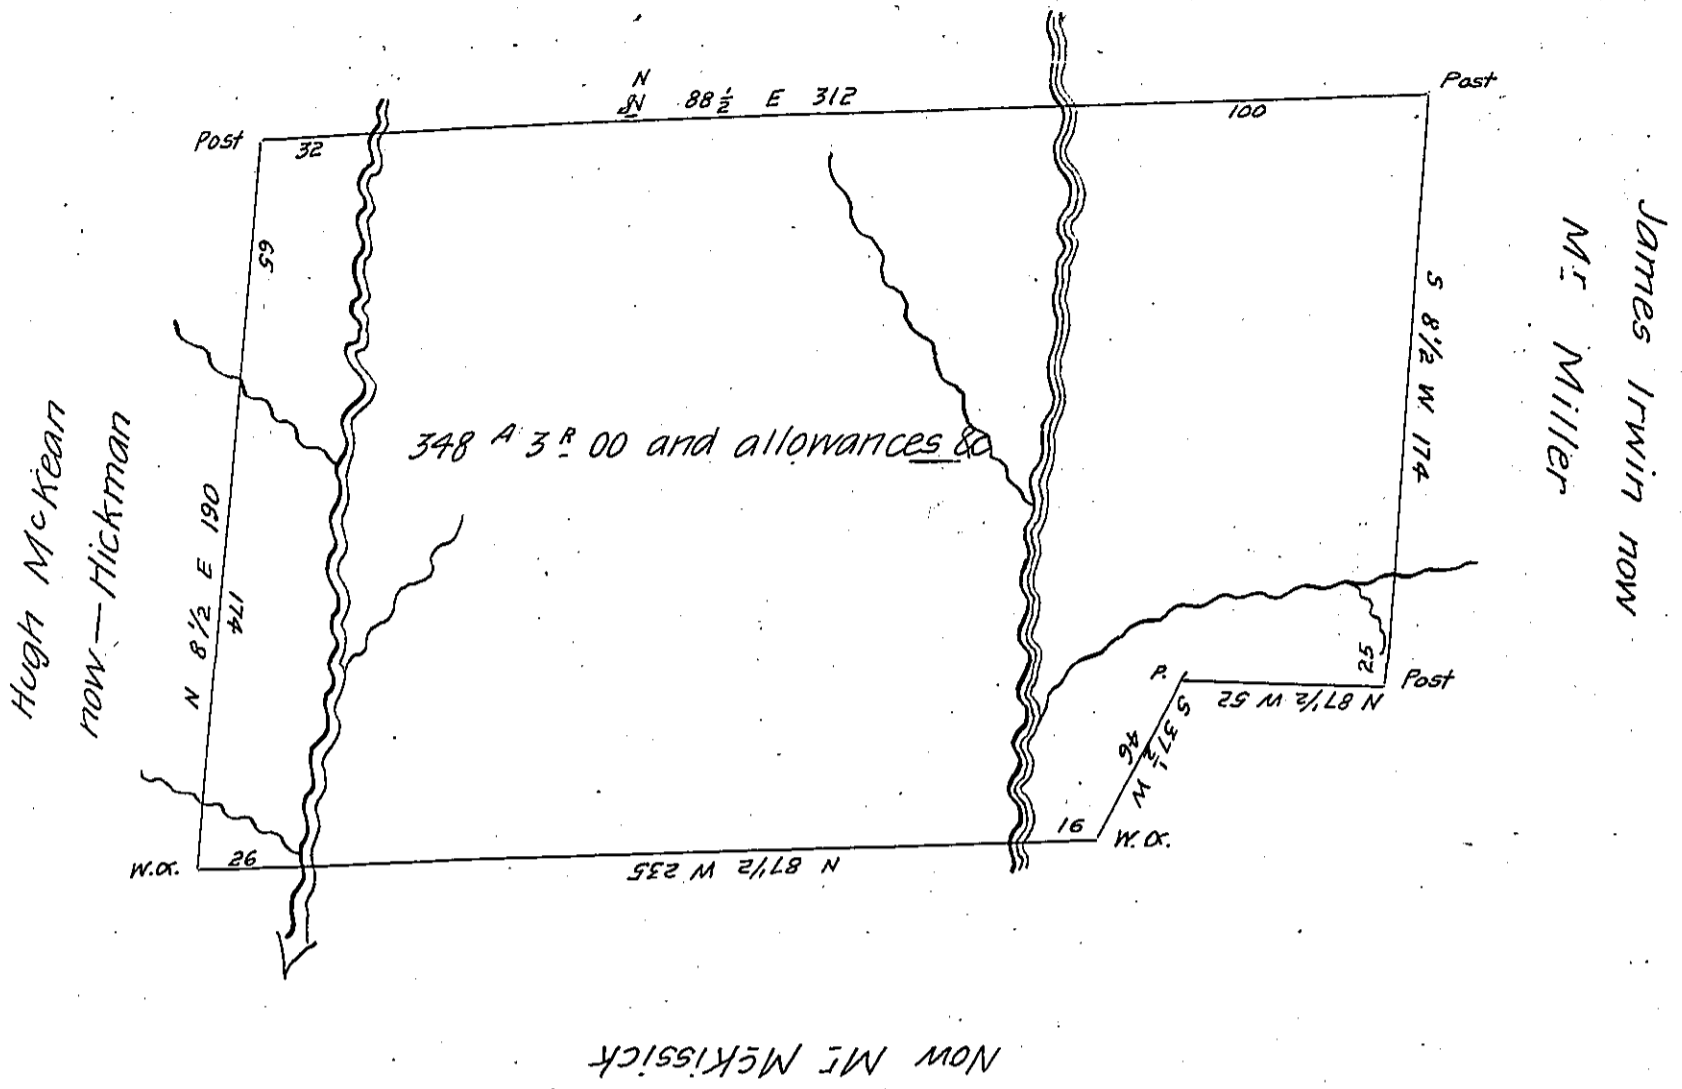 N
N 88½ E 312
Post
Post
32
100
65
S 8½ W 174
James Irwin now
Mr Miller
348 A 3 R 00 and allowances &c
Hugh McKean
now — Hickman
N 8½ E 190
174
25
Post
P.
N 87½ W 52
S 37½ W
46
16
W.O.
N 87½ W 235
26
W.O.
Now Mr McKissick